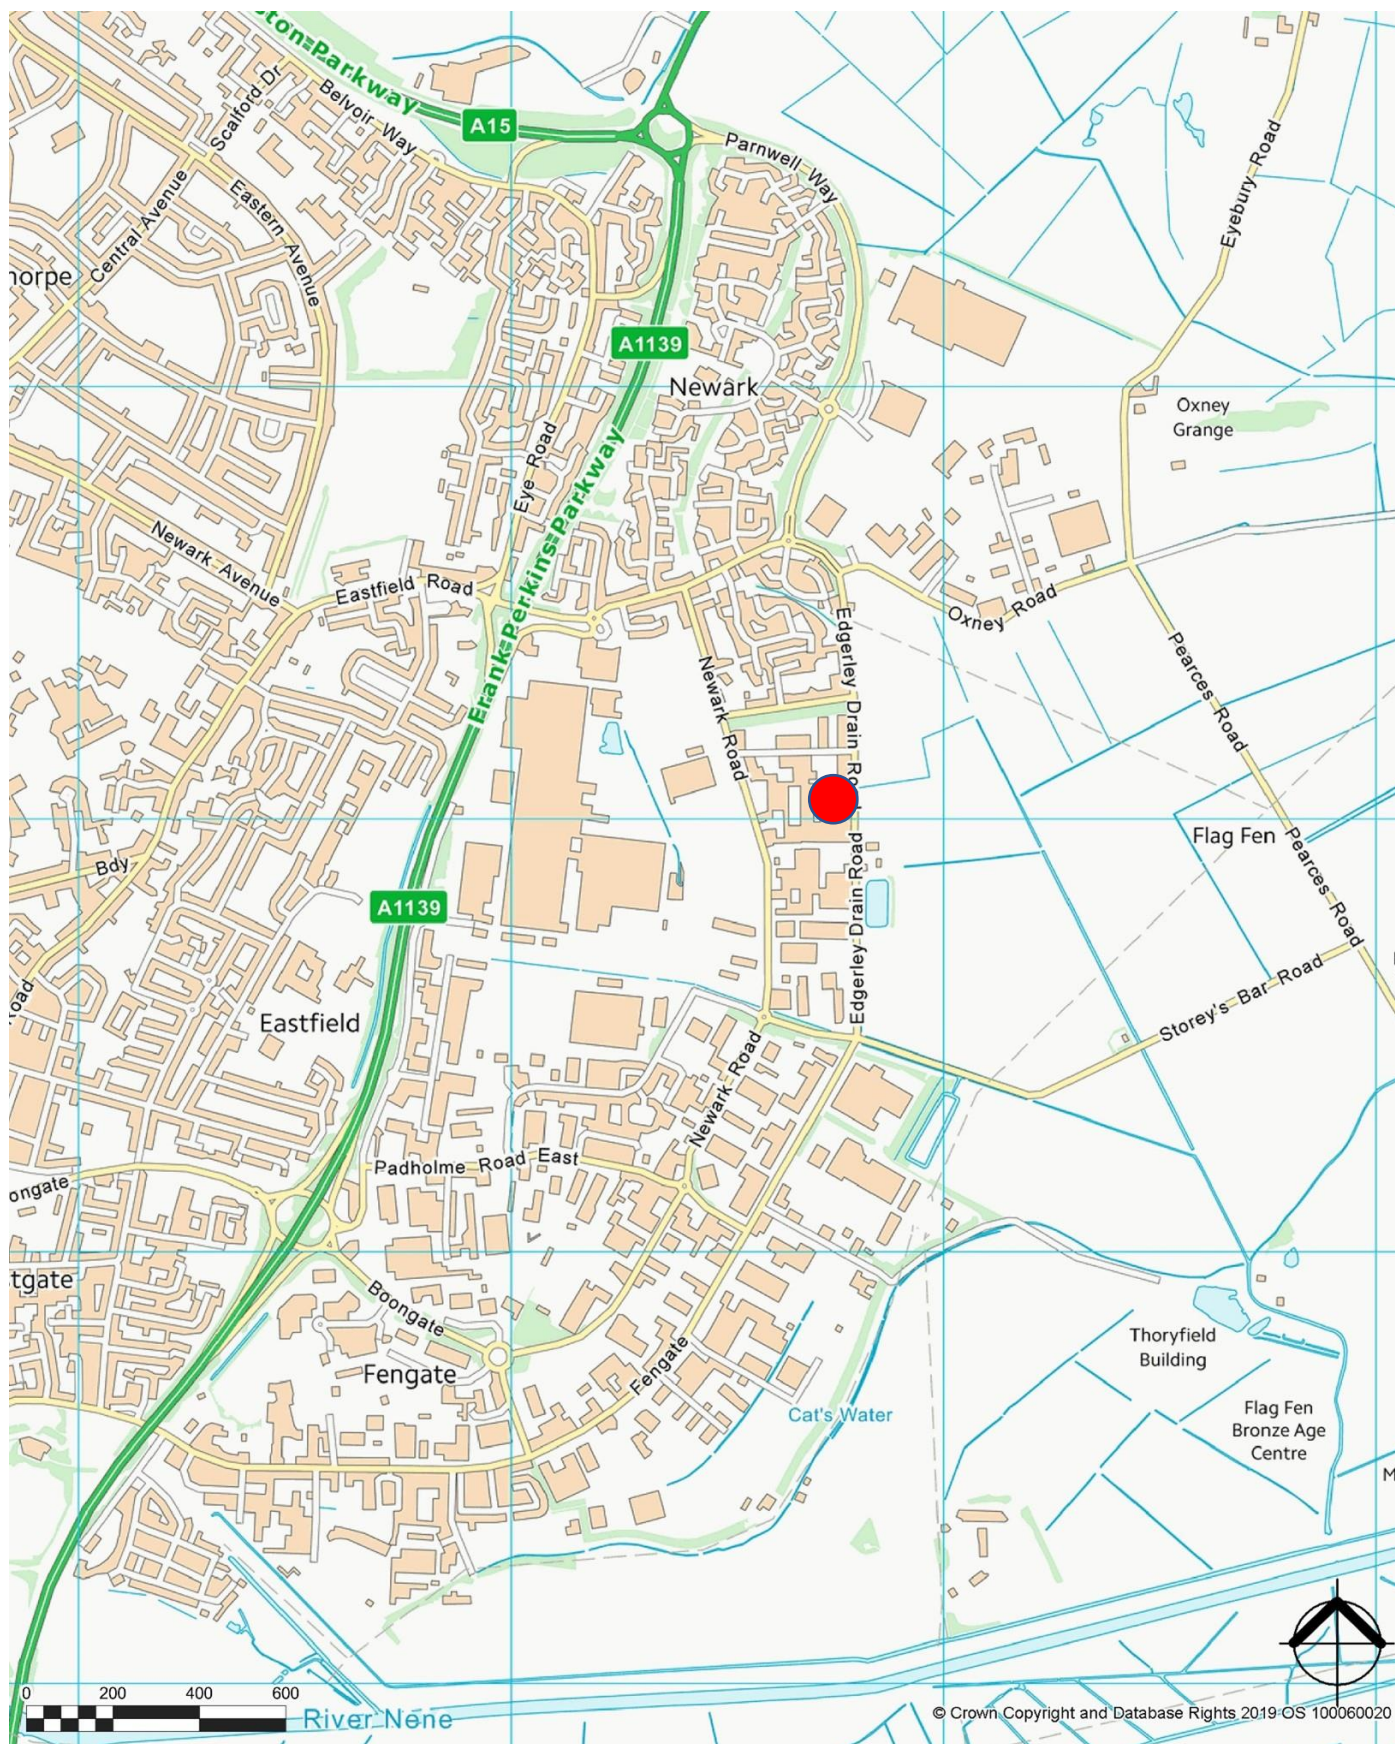 ston Parkway
A15
Scalford Dr
Belvoir Way
Parnwell Way
Eyebury Road
Central Avenue
Eastern Avenue
horpe
A1139
Newark
Oxney
Grange
Eye Road
Frank Perkins Parkway
Newark Avenue
Eastfield Road
Oxney Road
Edgerley Drain Road
Newark Road
Pearces Road
Flag Fen
Pearces Road
Bdy
A1139
Edgerley Drain Road
Storey's Bar Road
oad
Eastfield
Newark Road
Padholme Road East
ongate
tgate
Boongate
Fengate
Fengate
Thoryfield
Building
Cat's Water
Flag Fen
Bronze Age
Centre
M
0 200 400 600
River Nene
© Crown Copyright and Database Rights 2019 OS 100060020